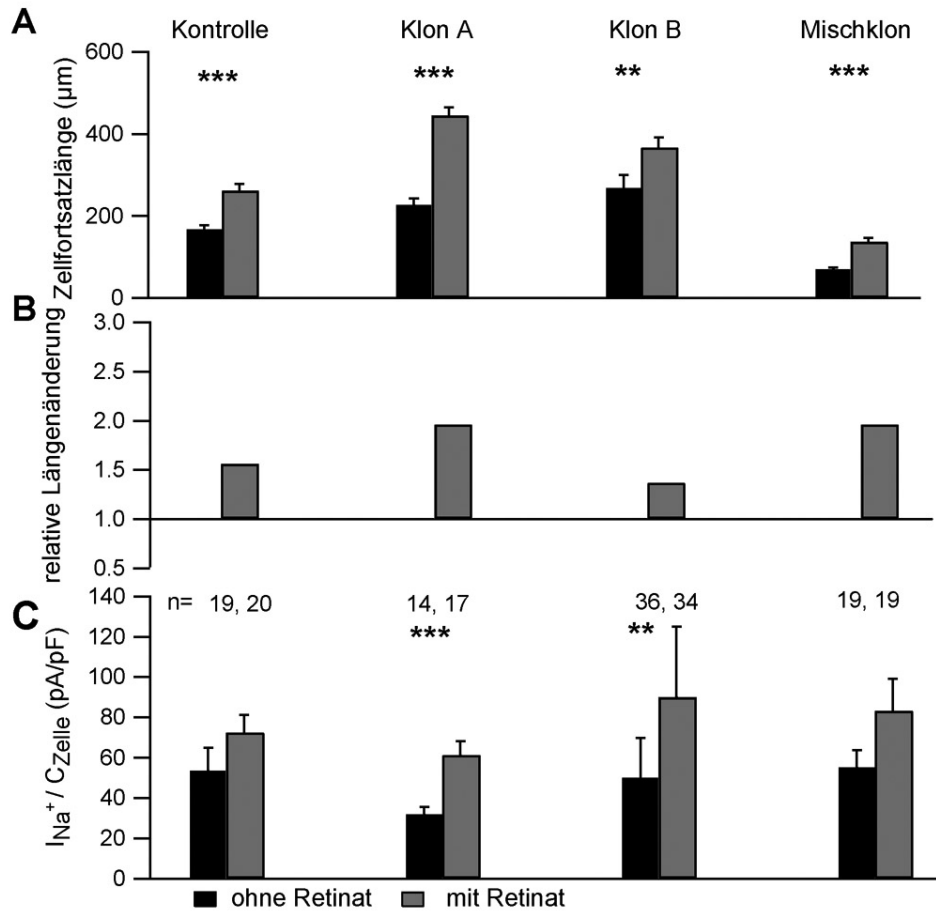 A
Kontrolle Klon A Klon B Mischklon
Zellfortsatzlänge (µm)
600
400
200
0
*** *** ** ***
B
relative Längenänderung
3.0
2.5
2.0
1.5
1.0
0.5
C
n= 19, 20 14, 17 36, 34 19, 19
*** **
INa+ / CZelle (pA/pF)
140
120
100
80
60
40
20
0
ohne Retinat mit Retinat